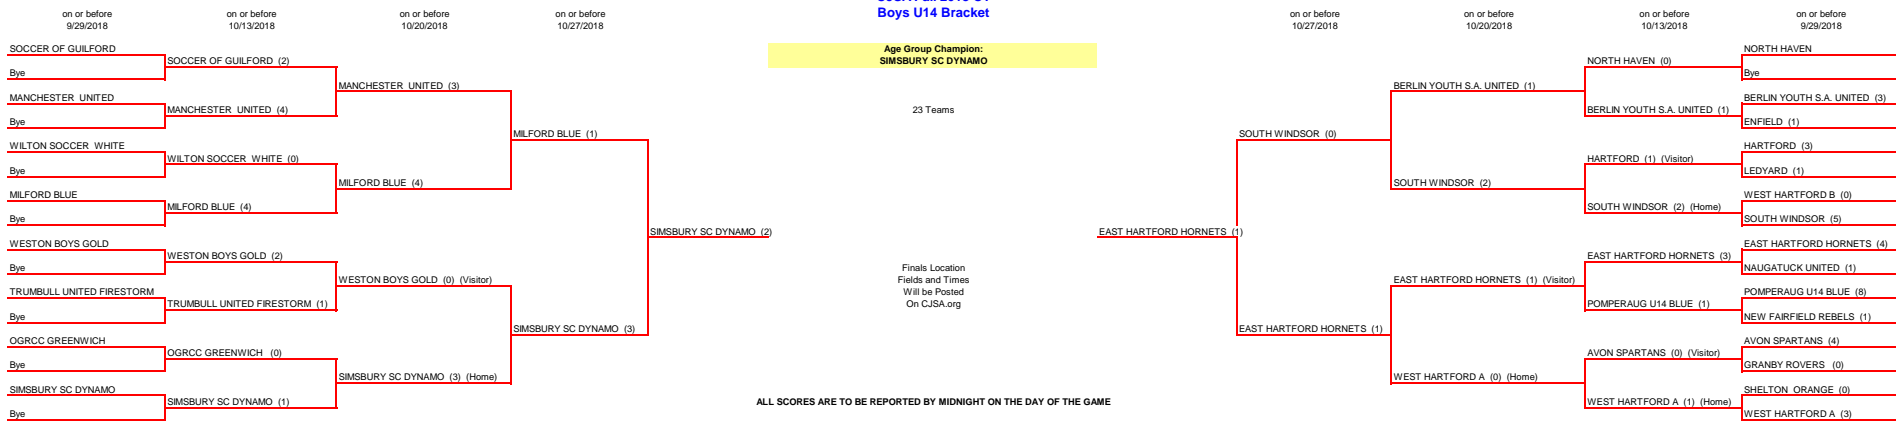 Boys U14 Bracket
on or before
9/29/2018
on or before
10/13/2018
on or before
10/20/2018
on or before
10/27/2018
on or before
10/27/2018
on or before
10/20/2018
on or before
10/13/2018
on or before
9/29/2018
Age Group Champion:
SIMSBURY SC DYNAMO
23 Teams
SOCCER OF GUILFORD
Bye
MANCHESTER UNITED
Bye
WILTON SOCCER WHITE
Bye
MILFORD BLUE
Bye
WESTON BOYS GOLD
Bye
TRUMBULL UNITED FIRESTORM
Bye
OGRCC GREENWICH
Bye
SIMSBURY SC DYNAMO
Bye
SOCCER OF GUILFORD (2)
MANCHESTER UNITED (4)
WILTON SOCCER WHITE (0)
MILFORD BLUE (4)
WESTON BOYS GOLD (2)
TRUMBULL UNITED FIRESTORM (1)
OGRCC GREENWICH (0)
SIMSBURY SC DYNAMO (1)
MANCHESTER UNITED (3)
MILFORD BLUE (4)
WESTON BOYS GOLD (0) (Visitor)
SIMSBURY SC DYNAMO (3) (Home)
MILFORD BLUE (1)
SIMSBURY SC DYNAMO (3)
SIMSBURY SC DYNAMO (2)
Finals Location
Fields and Times
Will be Posted
On CJSA.org
ALL SCORES ARE TO BE REPORTED BY MIDNIGHT ON THE DAY OF THE GAME
EAST HARTFORD HORNETS (1)
SOUTH WINDSOR (0)
EAST HARTFORD HORNETS (1)
BERLIN YOUTH S.A. UNITED (1)
SOUTH WINDSOR (2)
EAST HARTFORD HORNETS (1) (Visitor)
WEST HARTFORD A (0) (Home)
NORTH HAVEN (0)
BERLIN YOUTH S.A. UNITED (1)
HARTFORD (1) (Visitor)
SOUTH WINDSOR (2) (Home)
EAST HARTFORD HORNETS (3)
POMPERAUG U14 BLUE (1)
AVON SPARTANS (0) (Visitor)
WEST HARTFORD A (1) (Home)
NORTH HAVEN
Bye
BERLIN YOUTH S.A. UNITED (3)
ENFIELD (1)
HARTFORD (3)
LEDYARD (1)
WEST HARTFORD B (0)
SOUTH WINDSOR (5)
EAST HARTFORD HORNETS (4)
NAUGATUCK UNITED (1)
POMPERAUG U14 BLUE (8)
NEW FAIRFIELD REBELS (1)
AVON SPARTANS (4)
GRANBY ROVERS (0)
SHELTON ORANGE (0)
WEST HARTFORD A (3)